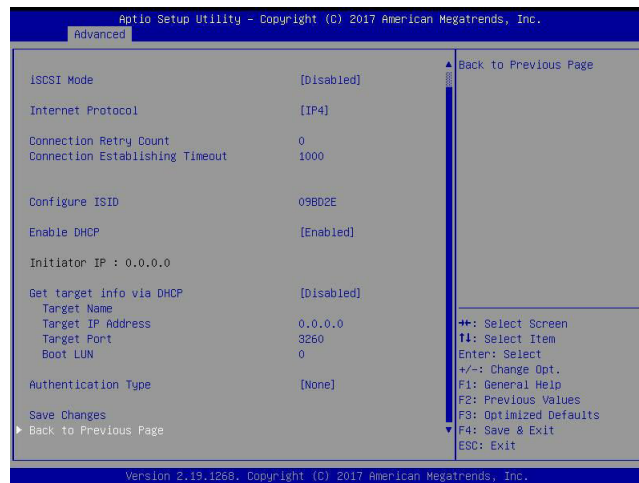 Aptio Setup Utility – Copyright (C) 2017 American Megatrends, Inc.
Advanced
iSCSI Mode [Disabled]
Internet Protocol [IP4]
Connection Retry Count 0
Connection Establishing Timeout 1000
Configure ISID 09BD2E
Enable DHCP [Enabled]
Initiator IP : 0.0.0.0
Get target info via DHCP [Disabled]
Target Name
Target IP Address 0.0.0.0
Target Port 3260
Boot LUN 0
Authentication Type [None]
Save Changes
Back to Previous Page
Back to Previous Page
→←: Select Screen
↑↓: Select Item
Enter: Select
+/-: Change Opt.
F1: General Help
F2: Previous Values
F3: Optimized Defaults
F4: Save & Exit
ESC: Exit
Version 2.19.1268. Copyright (C) 2017 American Megatrends, Inc.